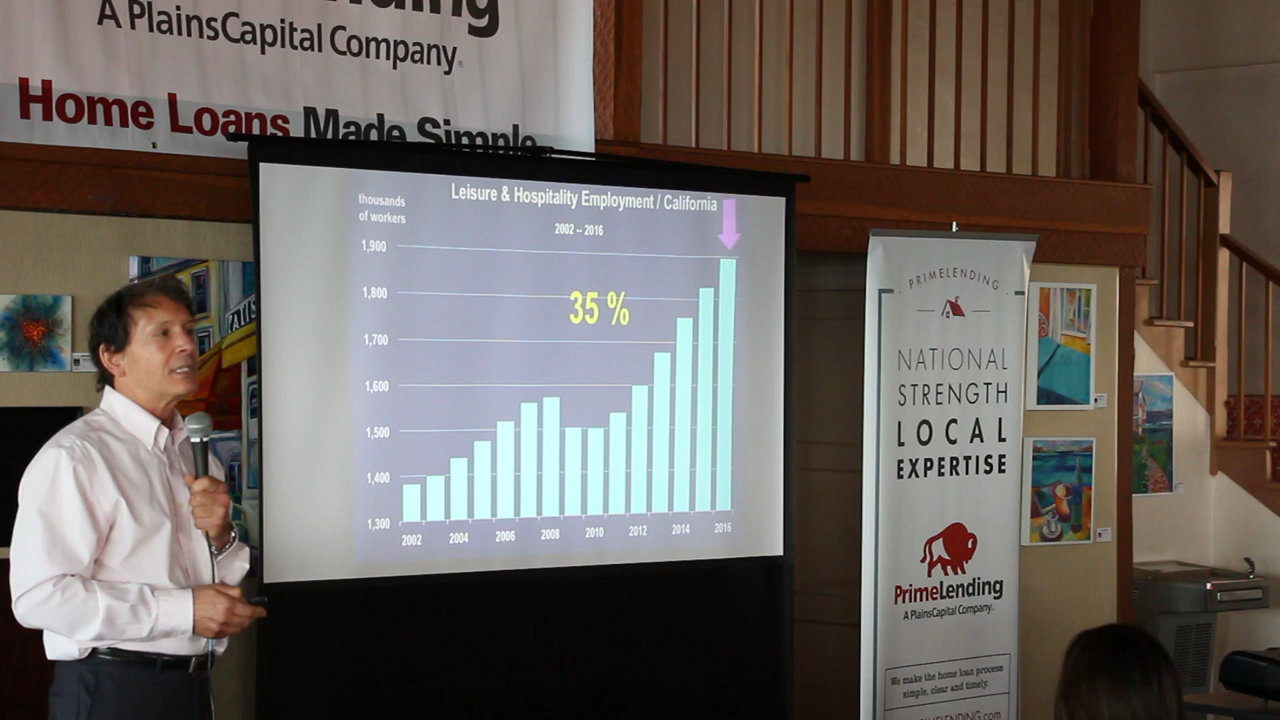 A PlainsCapital Company®
Home Loans Made Simple
Leisure & Hospitality Employment / California
2002 – 2016
thousands
of workers
35 %
1,900
1,800
1,700
1,600
1,500
1,400
1,300
2002 2004 2006 2008 2010 2012 2014 2016
PRIMELENDING
NATIONAL
STRENGTH
LOCAL
EXPERTISE
PrimeLending
A PlainsCapital Company.
We make the home loan process
simple, clear and timely.